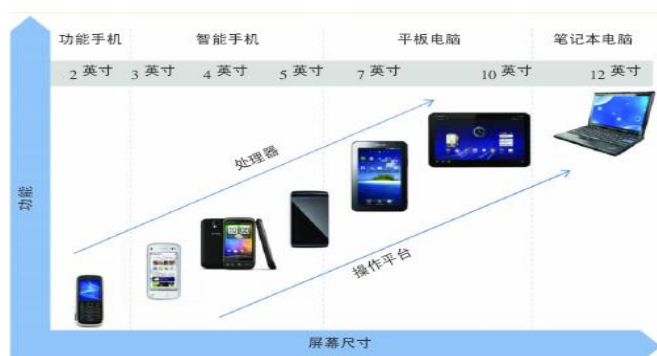 功能手机 智能手机 平板电脑 笔记本电脑
2 英寸 3 英寸 4 英寸 5 英寸 7 英寸 10 英寸 12 英寸
处理器
功能
操作平台
屏幕尺寸